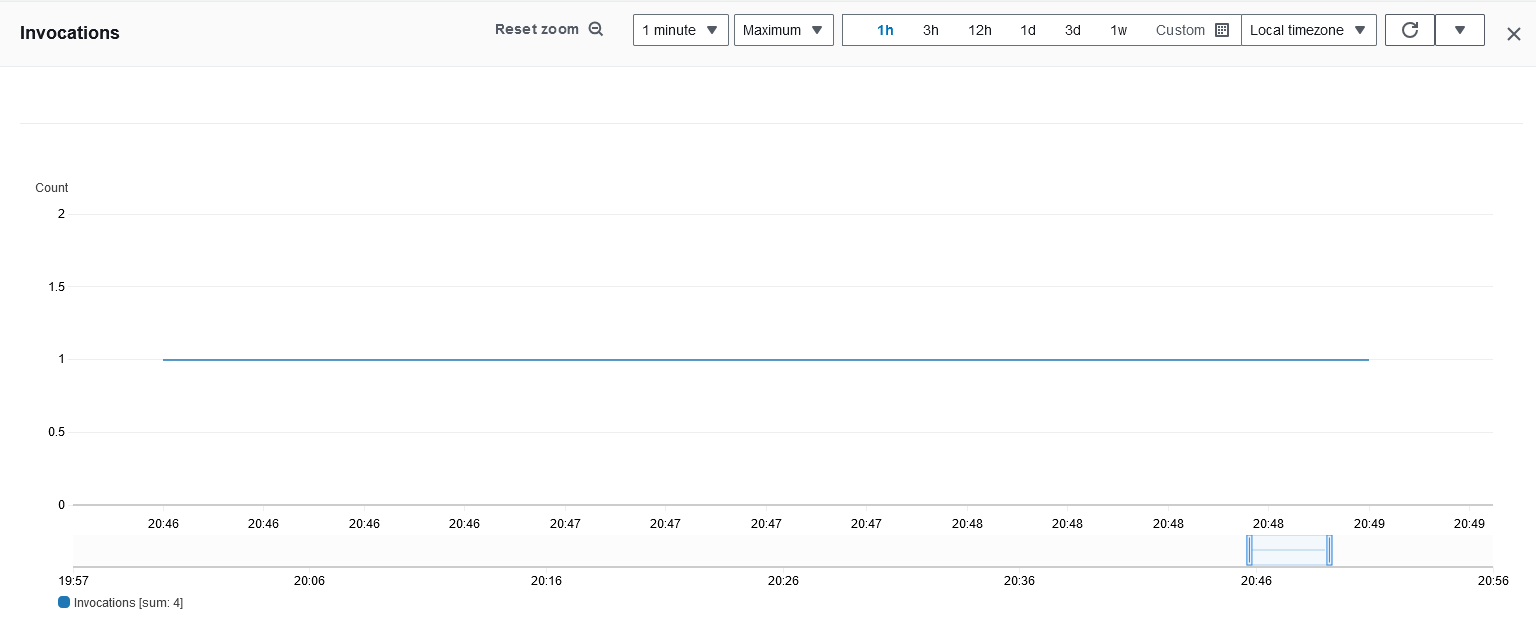 Invocations Reset zoom 1 minute Maximum 1h 3h 12h 1d 3d 1w Custom Local timezone
Count
2
1.5
1
0.5
0
20:46 20:46 20:46 20:46 20:47 20:47 20:47 20:47 20:48 20:48 20:48 20:48 20:49 20:49
19:57 20:06 20:16 20:26 20:36 20:46 20:56
Invocations [sum: 4]